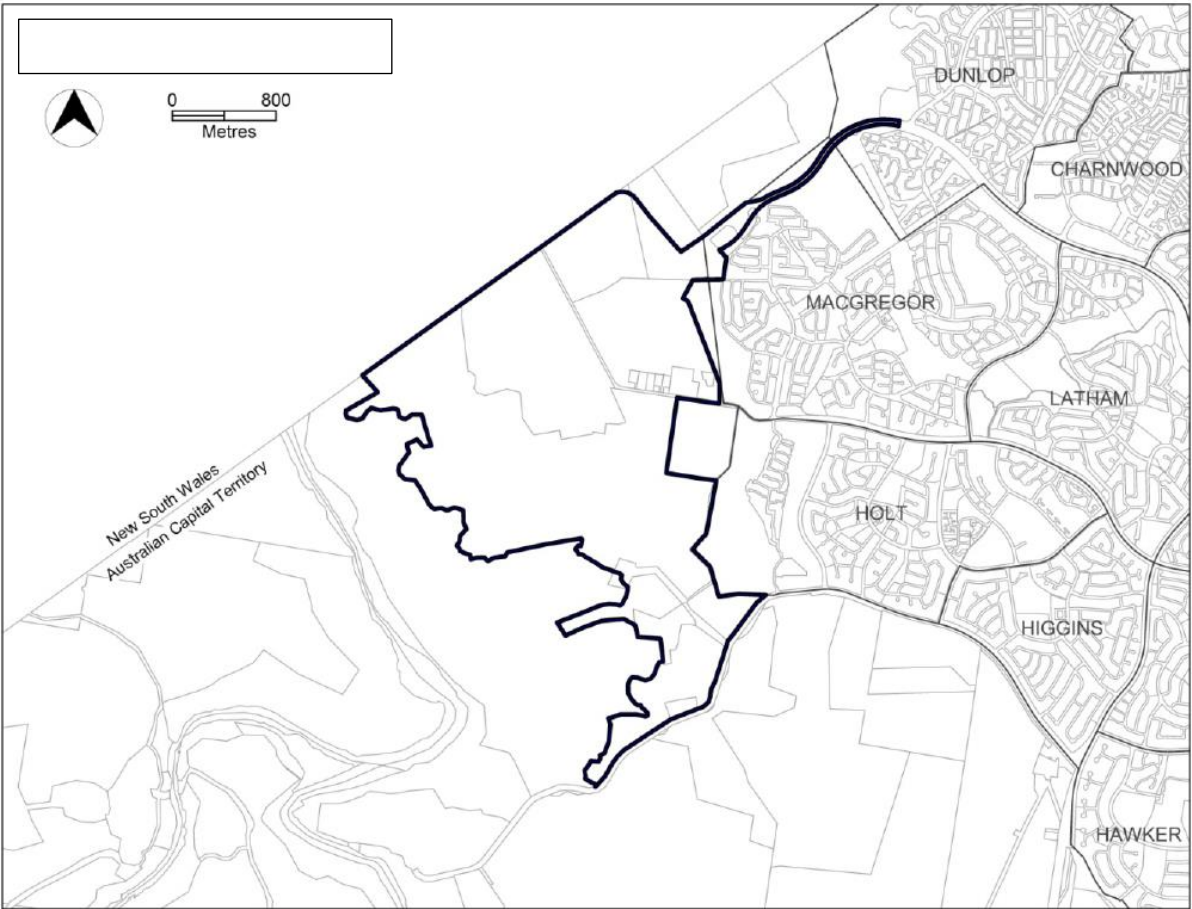 DUNLOP
0 800
Metres
CHARNWOOD
MACGREGOR
LATHAM
New South Wales
Australian Capital Territory
HOLT
HIGGINS
HAWKER